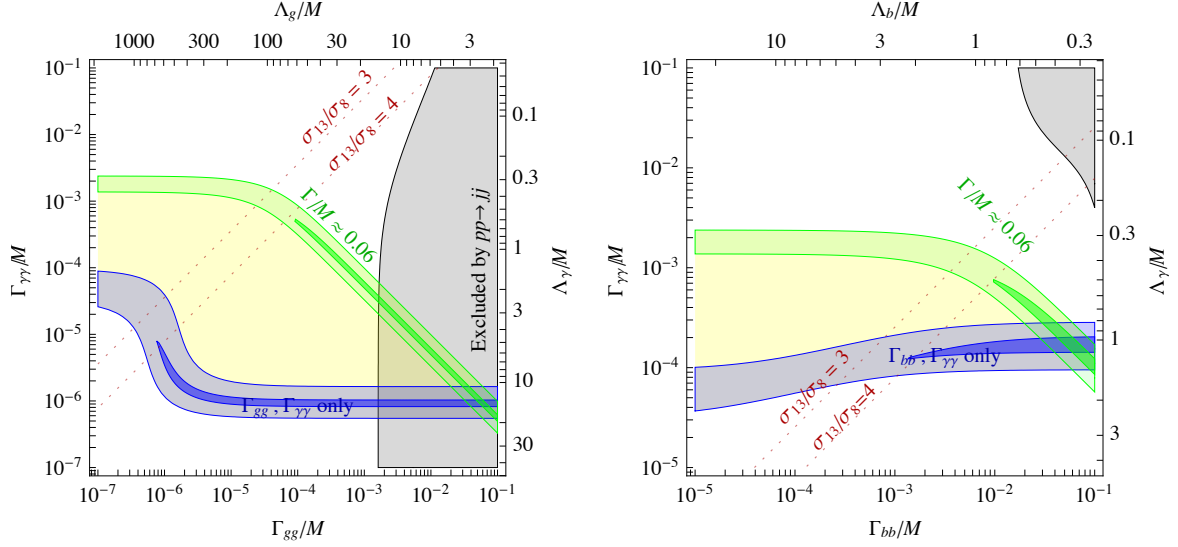 Λg/M
1000 300 100 30 10 3
10⁻¹
10⁻²
10⁻³
10⁻⁴
10⁻⁵
10⁻⁶
10⁻⁷
Γγγ/M
σ13/σ8 = 3
σ13/σ8 = 4
Γ/M ≈ 0.06
Excluded by pp→ jj
Γgg , Γγγ only
0.1
0.3
1
3
10
30
Λγ/M
10⁻⁷ 10⁻⁶ 10⁻⁵ 10⁻⁴ 10⁻³ 10⁻² 10⁻¹
Γgg/M
Λb/M
10 3 1 0.3
10⁻¹
10⁻²
10⁻³
10⁻⁴
10⁻⁵
Γγγ/M
Γ/M ≈ 0.06
Γbb , Γγγ only
σ13/σ8 = 3
σ13/σ8=4
0.1
0.3
1
3
Λγ/M
10⁻⁵ 10⁻⁴ 10⁻³ 10⁻² 10⁻¹
Γbb/M